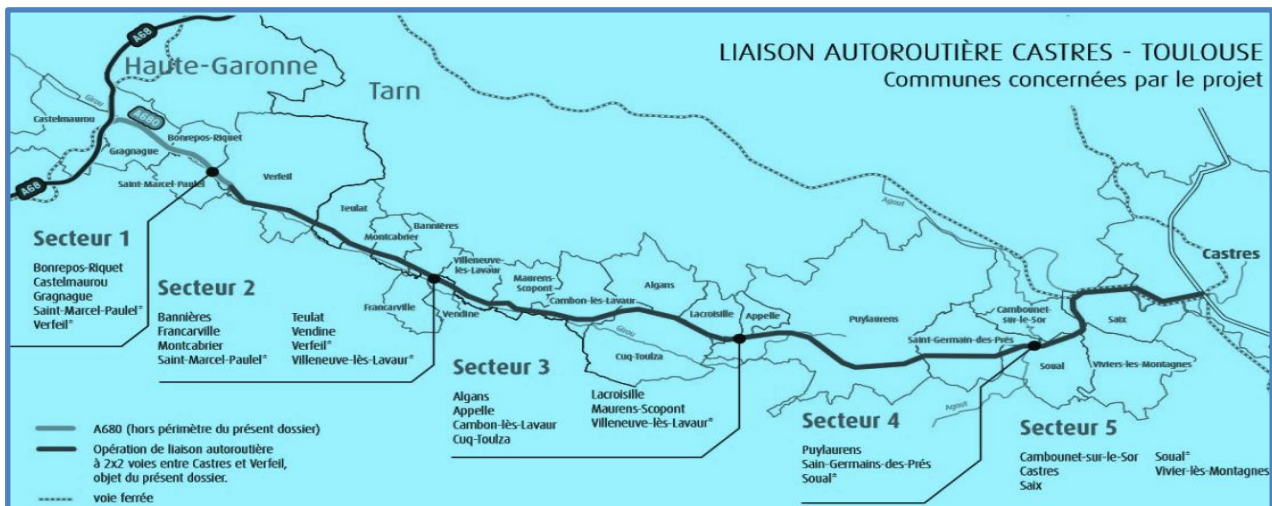 LIAISON AUTOROUTIÈRE CASTRES - TOULOUSE
Communes concernées par le projet
A68
Haute-Garonne
Tarn
Girou
Castelmaurou
A680
Bonrepos-Riquet
Gragnague
A68
Saint-Marcel-Paulel
Verfeil
Teulat
Bannières
Montcabrier
Villeneuve-
lès-Lavaur
Francarville
Vendine
Maurens-
Scopont
Cambon-lès-Lavaur
Algans
Girou
Cuq-Toulza
Lacroisille
Appelle
Puylaurens
Agout
Cambounet-
sur-le-Sor
Saint-Germain-des-Prés
Soual
Agout
Saix
Viviers-les-Montagnes
Castres
Secteur 1
Bonrepos-Riquet
Castelmaurou
Gragnague
Saint-Marcel-Paulel*
Verfeil*
Secteur 2
Bannières
Francarville
Montcabrier
Saint-Marcel-Paulel*
Teulat
Vendine
Verfeil*
Villeneuve-lès-Lavaur*
Secteur 3
Algans
Appelle
Cambon-lès-Lavaur
Cuq-Toulza
Lacroisille
Maurens-Scopont
Villeneuve-lès-Lavaur*
Secteur 4
Puylaurens
Sain-Germains-des-Prés
Soual*
Secteur 5
Cambounet-sur-le-Sor
Castres
Saix
Soual*
Vivier-lès-Montagnes
A680 (hors périmètre du présent dossier)
Opération de liaison autoroutière
à 2x2 voies entre Castres et Verfeil,
objet du présent dossier.
voie ferrée